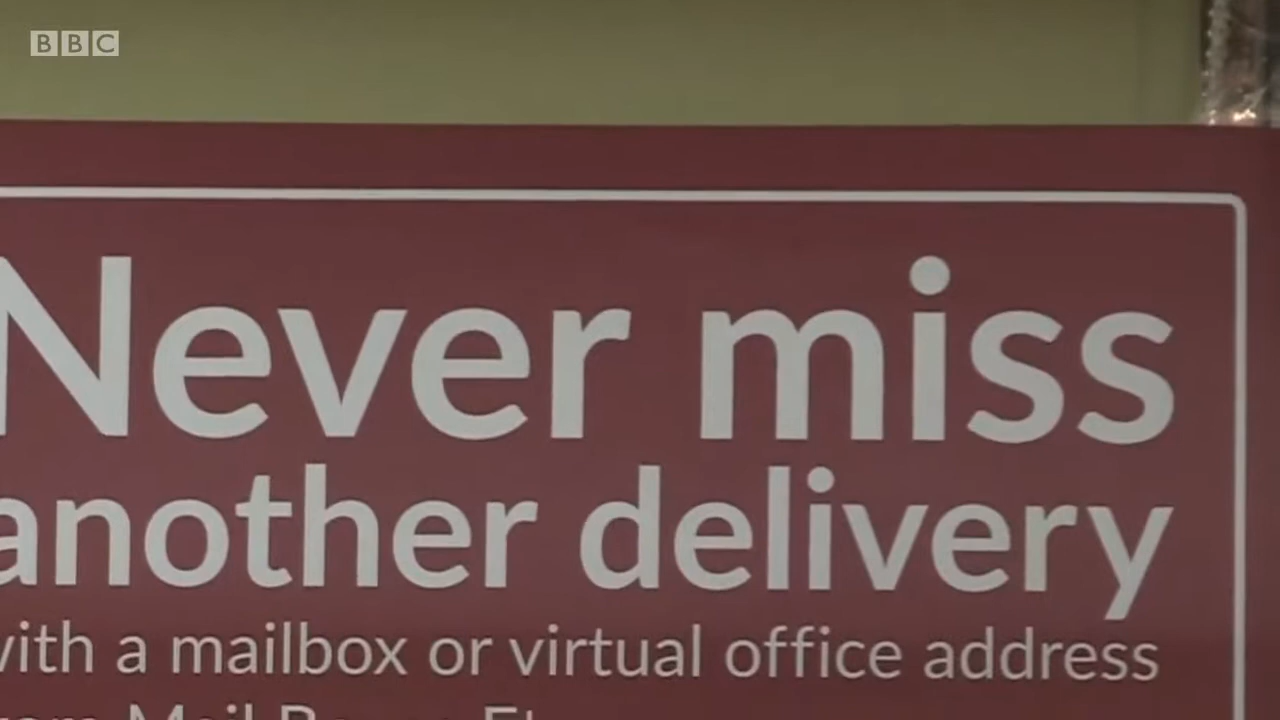 BBC
Never miss
another delivery
with a mailbox or virtual office address